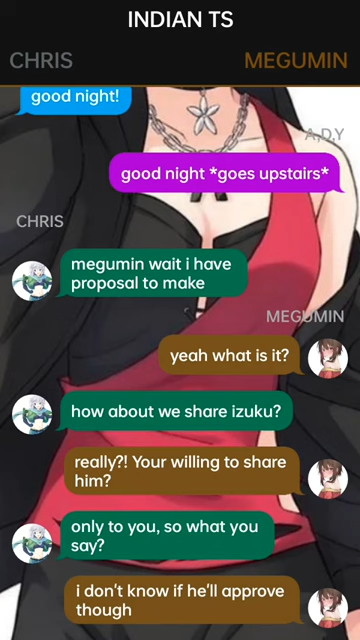 INDIAN TS
CHRIS
MEGUMIN
good night!
A,D,Y
good night *goes upstairs*
CHRIS
megumin wait i have
proposal to make
MEGUMIN
yeah what is it?
how about we share izuku?
really?! Your willing to share
him?
only to you, so what you
say?
i don't know if he'll approve
though